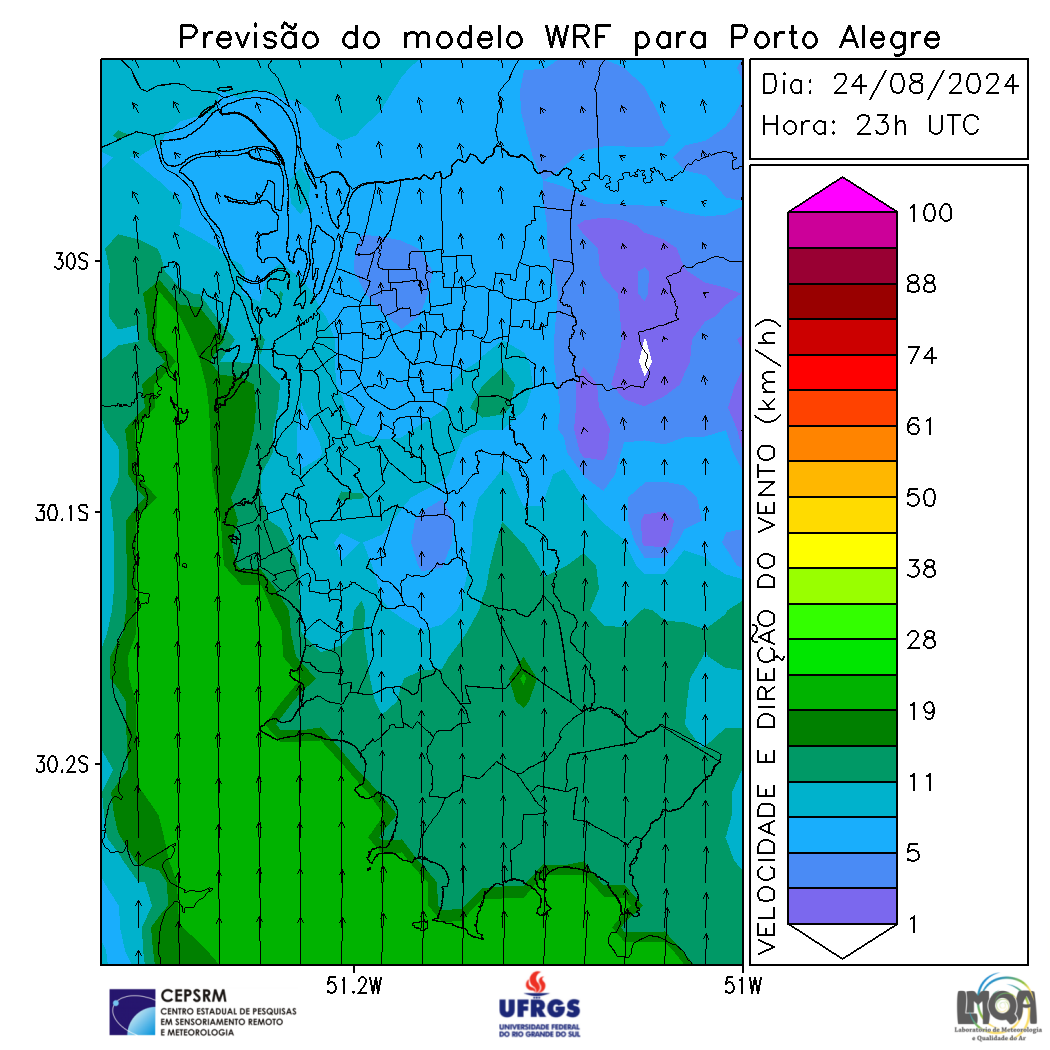 Previsão do modelo WRF para Porto Alegre
Dia: 24/08/2024
Hora: 23h UTC
30S
30.1S
30.2S
51.2W
51W
VELOCIDADE E DIREÇÃO DO VENTO (km/h)
100
88
74
61
50
38
28
19
11
5
1
CEPSRM
CENTRO ESTADUAL DE PESQUISAS
EM SENSORIAMENTO REMOTO
E METEOROLOGIA
UFRGS
UNIVERSIDADE FEDERAL
DO RIO GRANDE DO SUL
LMQA
Laboratório de Meteorologia
e Qualidade do Ar